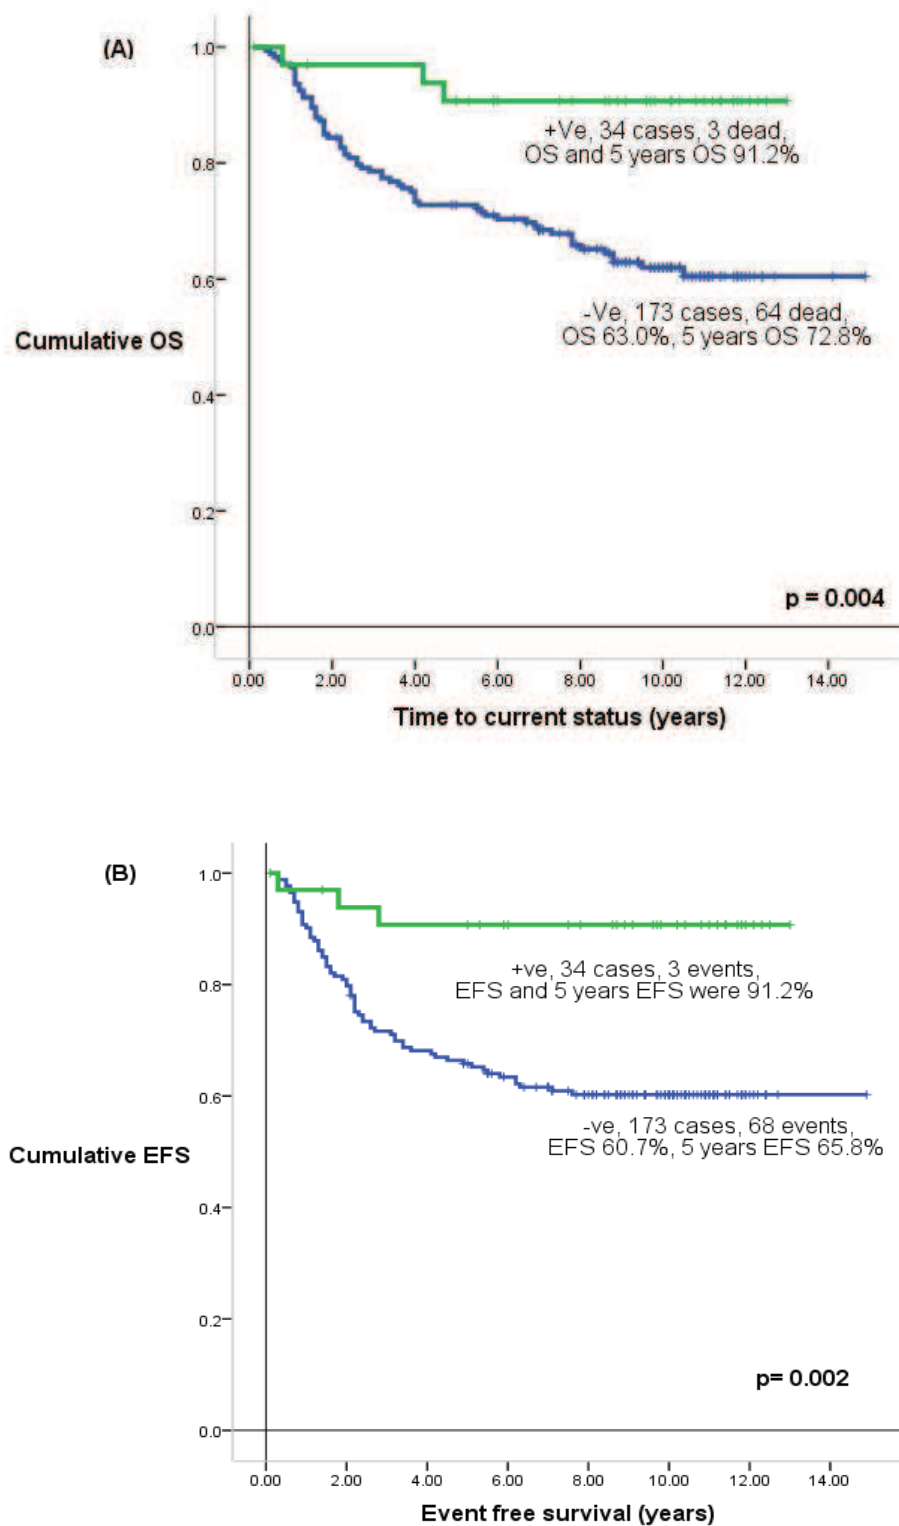 (A)
1.0
+Ve, 34 cases, 3 dead,
OS and 5 years OS 91.2%
0.8
0.6
-Ve, 173 cases, 64 dead,
OS 63.0%, 5 years OS 72.8%
Cumulative OS
0.4
0.2
p = 0.004
0.0
0.00 2.00 4.00 6.00 8.00 10.00 12.00 14.00
Time to current status (years)
(B)
1.0
+ve, 34 cases, 3 events,
EFS and 5 years EFS were 91.2%
0.8
0.6
-ve, 173 cases, 68 events,
EFS 60.7%, 5 years EFS 65.8%
Cumulative EFS
0.4
0.2
p= 0.002
0.0
0.00 2.00 4.00 6.00 8.00 10.00 12.00 14.00
Event free survival (years)